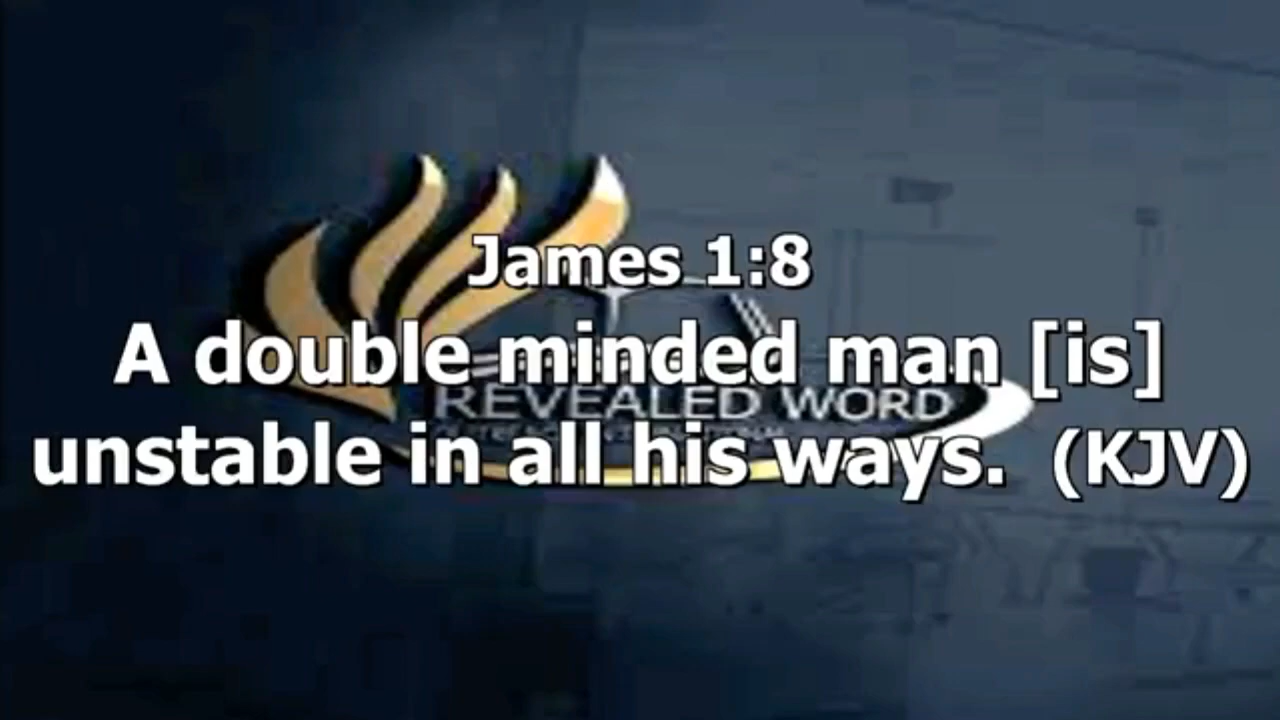 James 1:8
A double minded man [is]
REVEALED WORD
unstable in all his ways. (KJV)